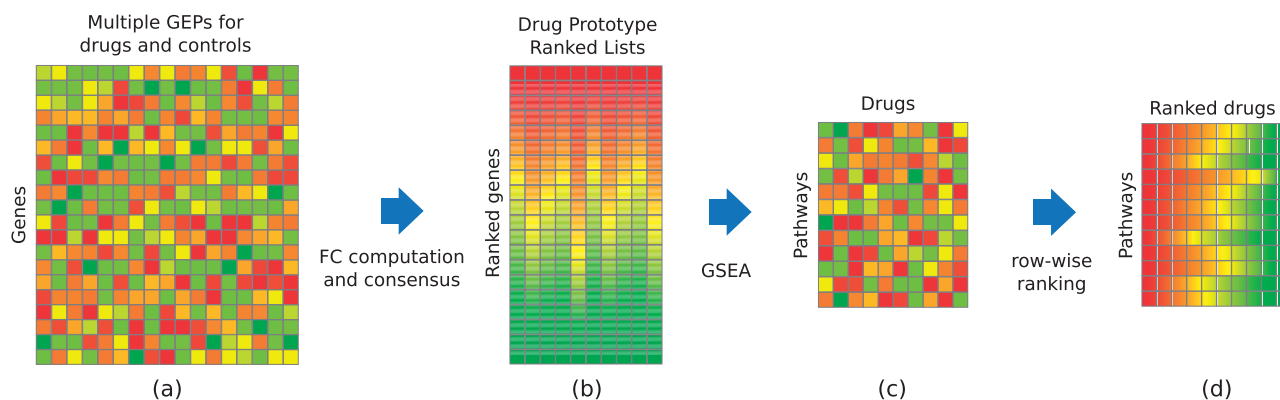 Multiple GEPs for
drugs and controls
Genes
(a)
FC computation
and consensus
Drug Prototype
Ranked Lists
Ranked genes
(b)
GSEA
Drugs
Pathways
(c)
row-wise
ranking
Ranked drugs
Pathways
(d)